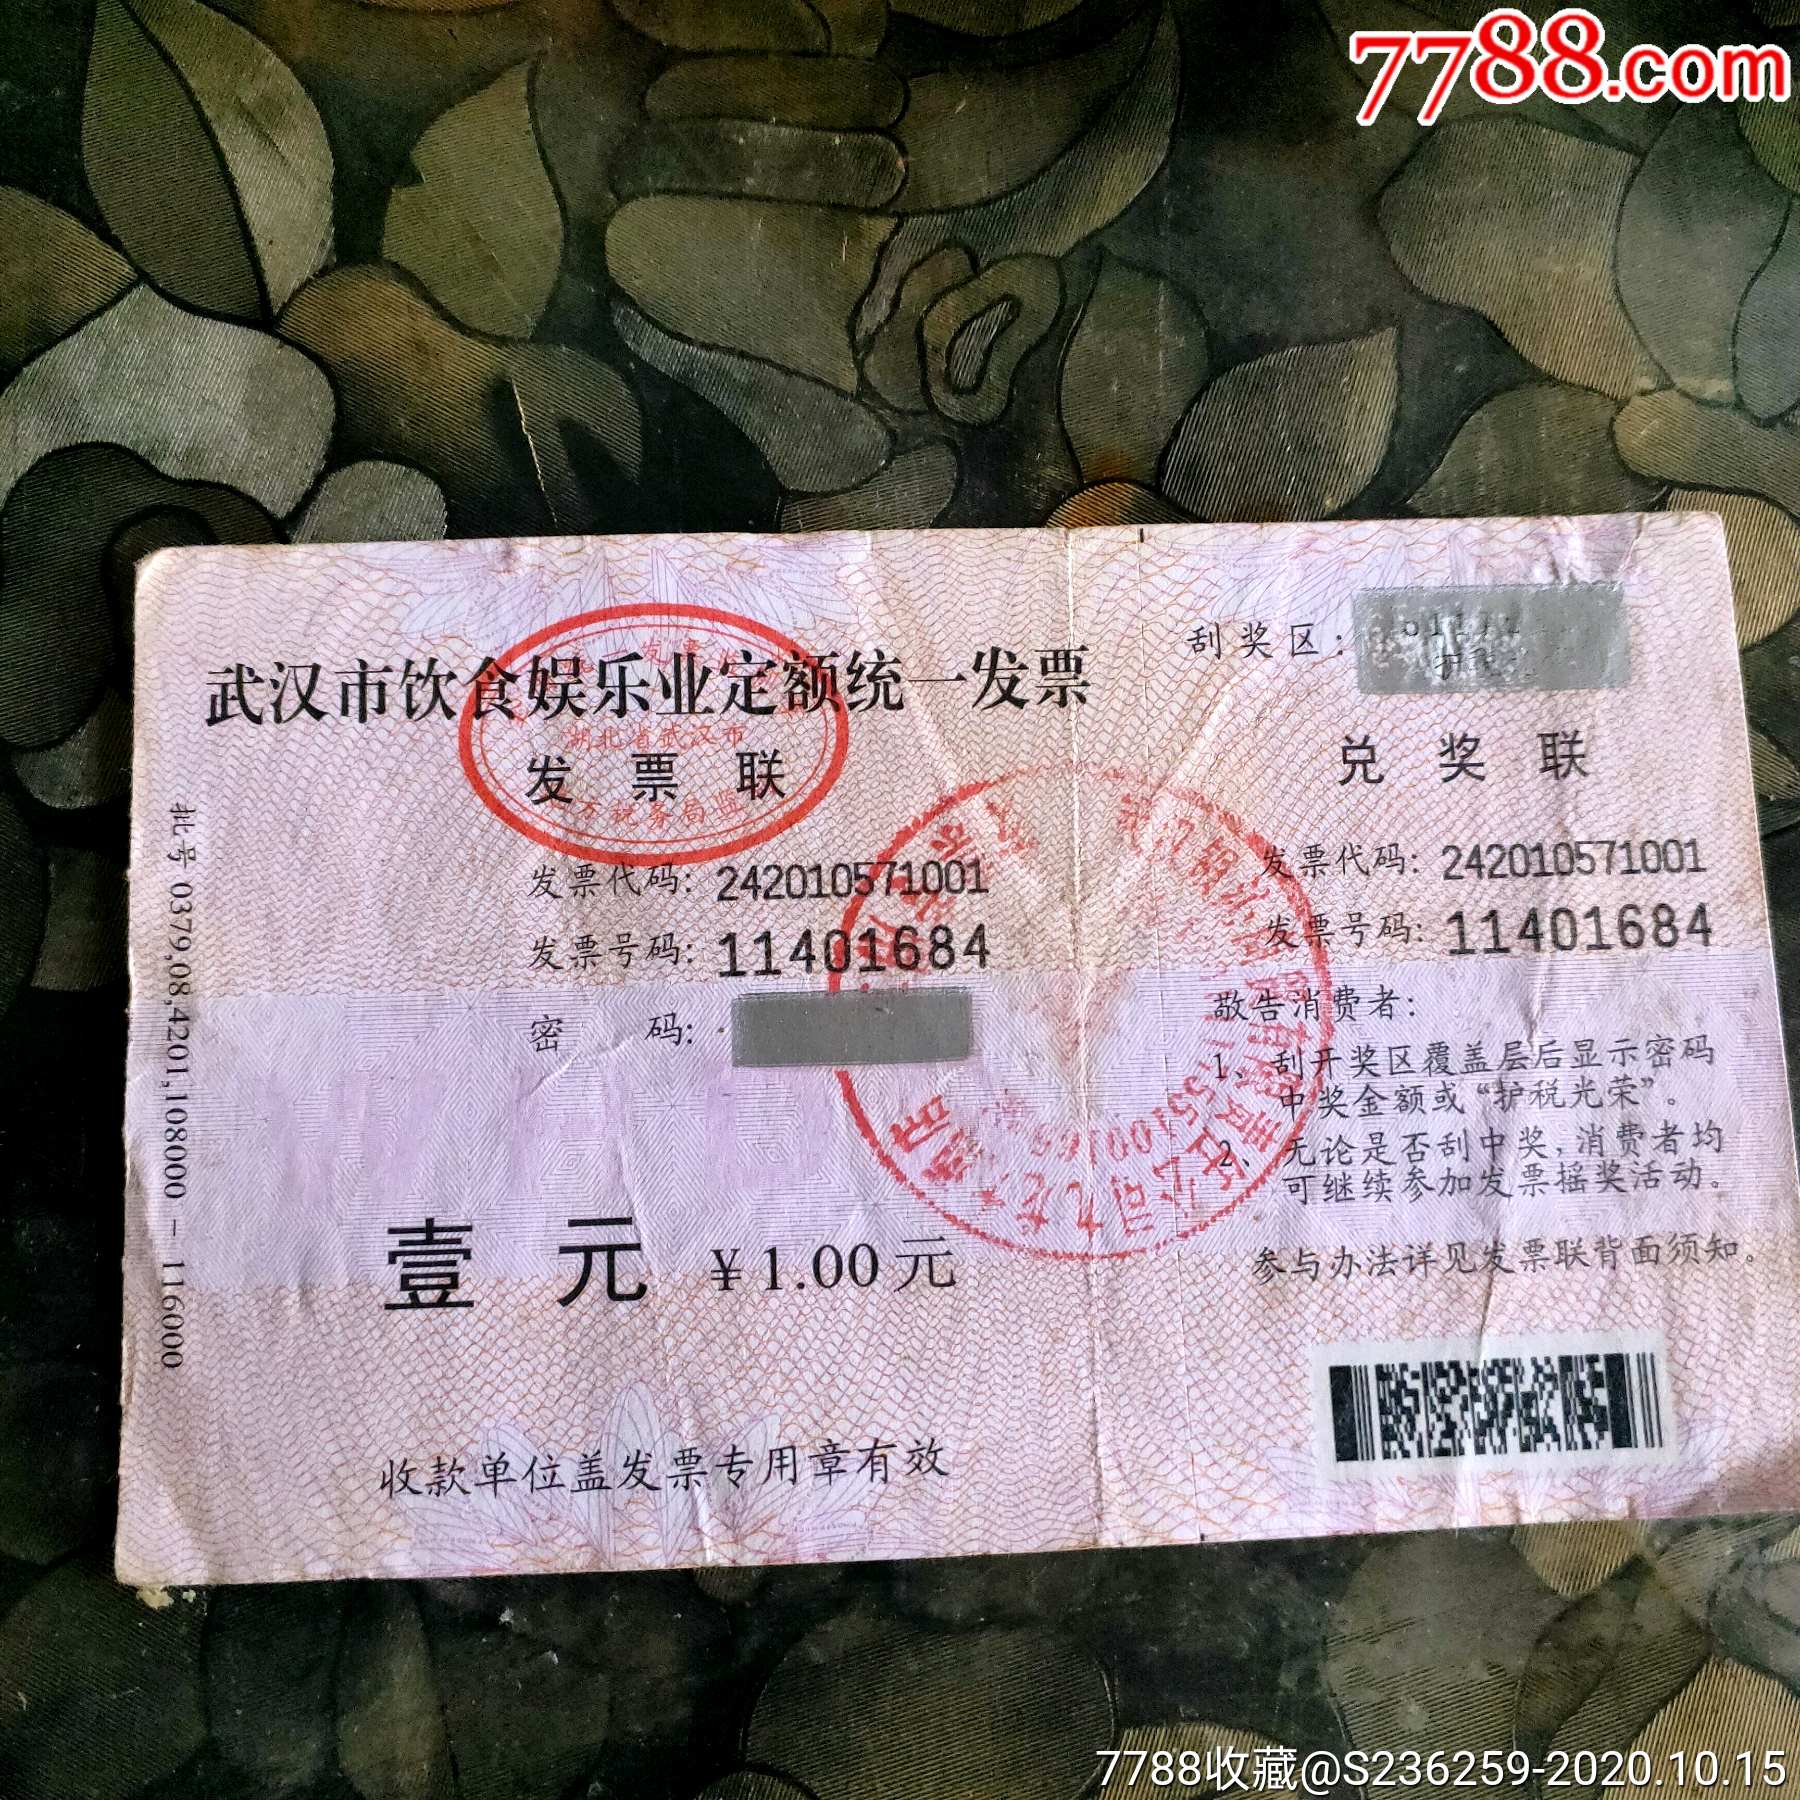 7788.com
武汉市饮食娱乐业定额统一发票
湖北省武汉市
发票联
发票代码: 242010571001
发票号码: 11401684
密 码:
壹 元 ¥1.00元
收款单位盖发票专用章有效
批号 0379,08,4201,108000 - 116000
刮奖区:
兑奖联
发票代码: 242010571001
发票号码: 11401684
敬告消费者:
1、刮开奖区覆盖层后显示密码
中奖金额或“护税光荣”。
2、无论是否刮中奖,消费者均
可继续参加发票摇奖活动。
参与办法详见发票联背面须知。
7788收藏@S236259-2020.10.15